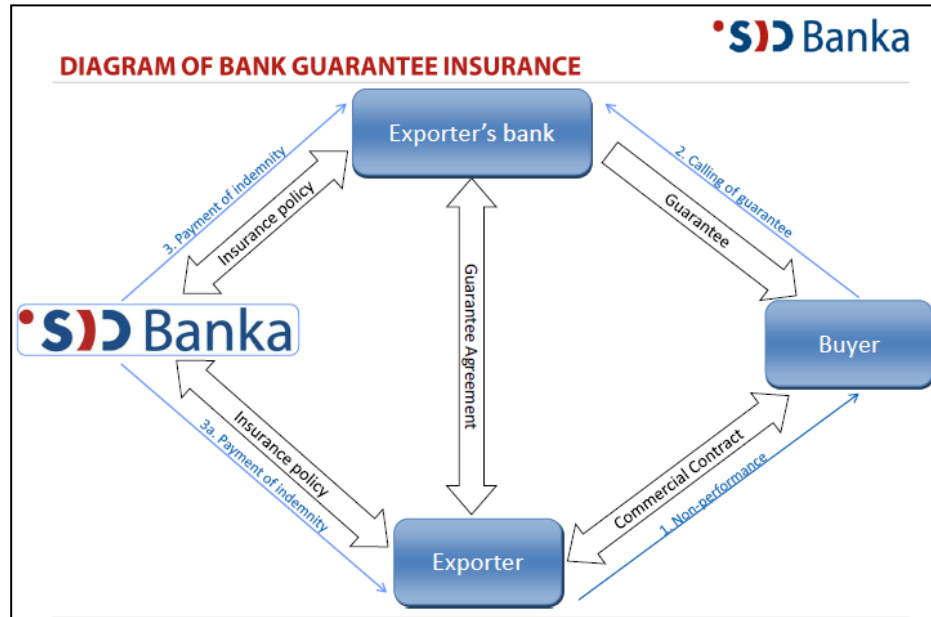 SID Banka
DIAGRAM OF BANK GUARANTEE INSURANCE
Exporter's bank
3. Payment of indemnity
Insurance policy
2. Calling of guarantee
Guarantee
Guarantee Agreement
SID Banka
Buyer
Insurance policy
3a. Payment of indemnity
Commercial Contract
1. Non-performance
Exporter